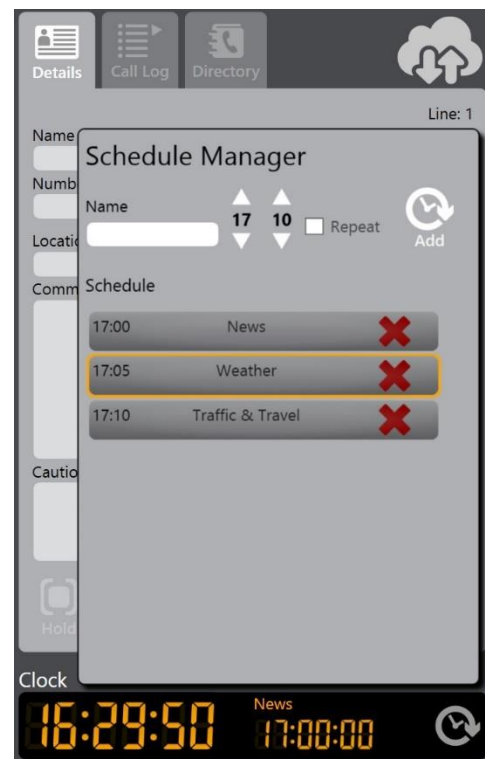 Details
Call Log
Directory
Line: 1
Name
Numb
Locatio
Comm
Cautio
Hold
Schedule Manager
Name
17 10
Repeat
Add
Schedule
17:00 News
17:05 Weather
17:10 Traffic & Travel
Clock
16:29:50
News
17:00:00